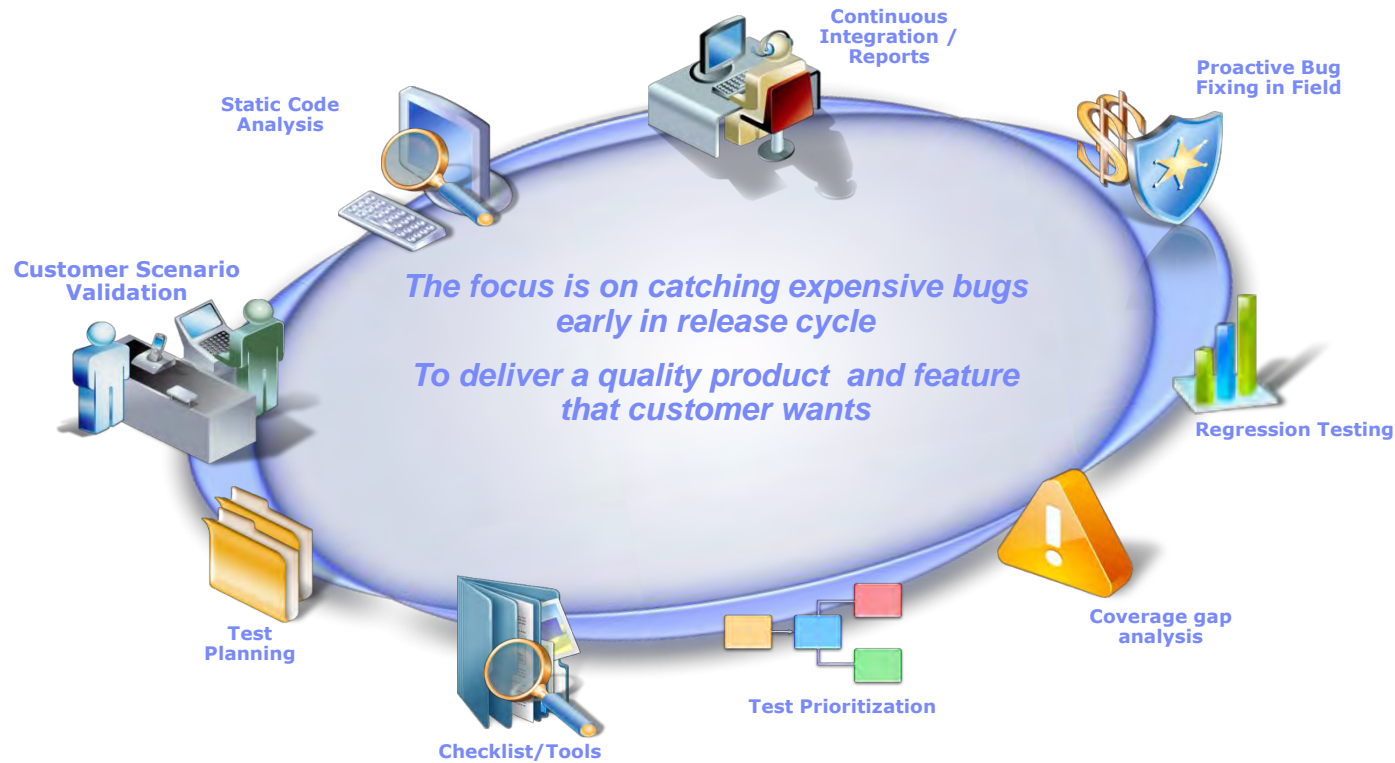 Continuous
Integration /
Reports
Proactive Bug
Fixing in Field
Static Code
Analysis
Customer Scenario
Validation
The focus is on catching expensive bugs
early in release cycle
To deliver a quality product and feature
that customer wants
Regression Testing
Coverage gap
analysis
Test
Planning
Test Prioritization
Checklist/Tools